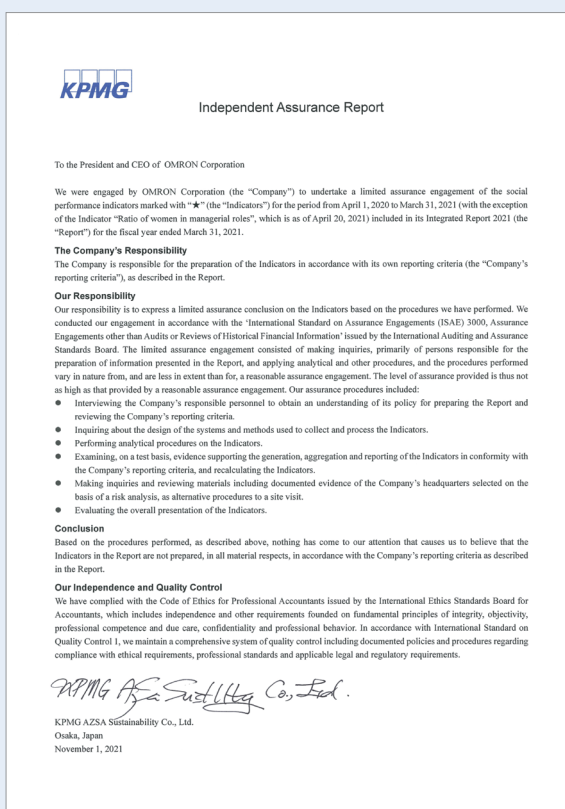 KPMG
Independent Assurance Report
To the President and CEO of OMRON Corporation
We were engaged by OMRON Corporation (the “Company”) to undertake a limited assurance engagement of the social
performance indicators marked with “★” (the “Indicators”) for the period from April 1, 2020 to March 31, 2021 (with the exception
of the Indicator “Ratio of women in managerial roles”, which is as of April 20, 2021) included in its Integrated Report 2021 (the
“Report”) for the fiscal year ended March 31, 2021.
The Company’s Responsibility
The Company is responsible for the preparation of the Indicators in accordance with its own reporting criteria (the “Company’s
reporting criteria”), as described in the Report.
Our Responsibility
Our responsibility is to express a limited assurance conclusion on the Indicators based on the procedures we have performed. We
conducted our engagement in accordance with the ‘International Standard on Assurance Engagements (ISAE) 3000, Assurance
Engagements other than Audits or Reviews of Historical Financial Information’ issued by the International Auditing and Assurance
Standards Board. The limited assurance engagement consisted of making inquiries, primarily of persons responsible for the
preparation of information presented in the Report, and applying analytical and other procedures, and the procedures performed
vary in nature from, and are less in extent than for, a reasonable assurance engagement. The level of assurance provided is thus not
as high as that provided by a reasonable assurance engagement. Our assurance procedures included:
● Interviewing the Company’s responsible personnel to obtain an understanding of its policy for preparing the Report and
reviewing the Company’s reporting criteria.
● Inquiring about the design of the systems and methods used to collect and process the Indicators.
● Performing analytical procedures on the Indicators.
● Examining, on a test basis, evidence supporting the generation, aggregation and reporting of the Indicators in conformity with
the Company’s reporting criteria, and recalculating the Indicators.
● Making inquiries and reviewing materials including documented evidence of the Company’s headquarters selected on the
basis of a risk analysis, as alternative procedures to a site visit.
● Evaluating the overall presentation of the Indicators.
Conclusion
Based on the procedures performed, as described above, nothing has come to our attention that causes us to believe that the
Indicators in the Report are not prepared, in all material respects, in accordance with the Company’s reporting criteria as described
in the Report.
Our Independence and Quality Control
We have complied with the Code of Ethics for Professional Accountants issued by the International Ethics Standards Board for
Accountants, which includes independence and other requirements founded on fundamental principles of integrity, objectivity,
professional competence and due care, confidentiality and professional behavior. In accordance with International Standard on
Quality Control 1, we maintain a comprehensive system of quality control including documented policies and procedures regarding
compliance with ethical requirements, professional standards and applicable legal and regulatory requirements.
KPMG AZSA Co., Ltd.
KPMG AZSA Sustainability Co., Ltd.
Osaka, Japan
November 1, 2021